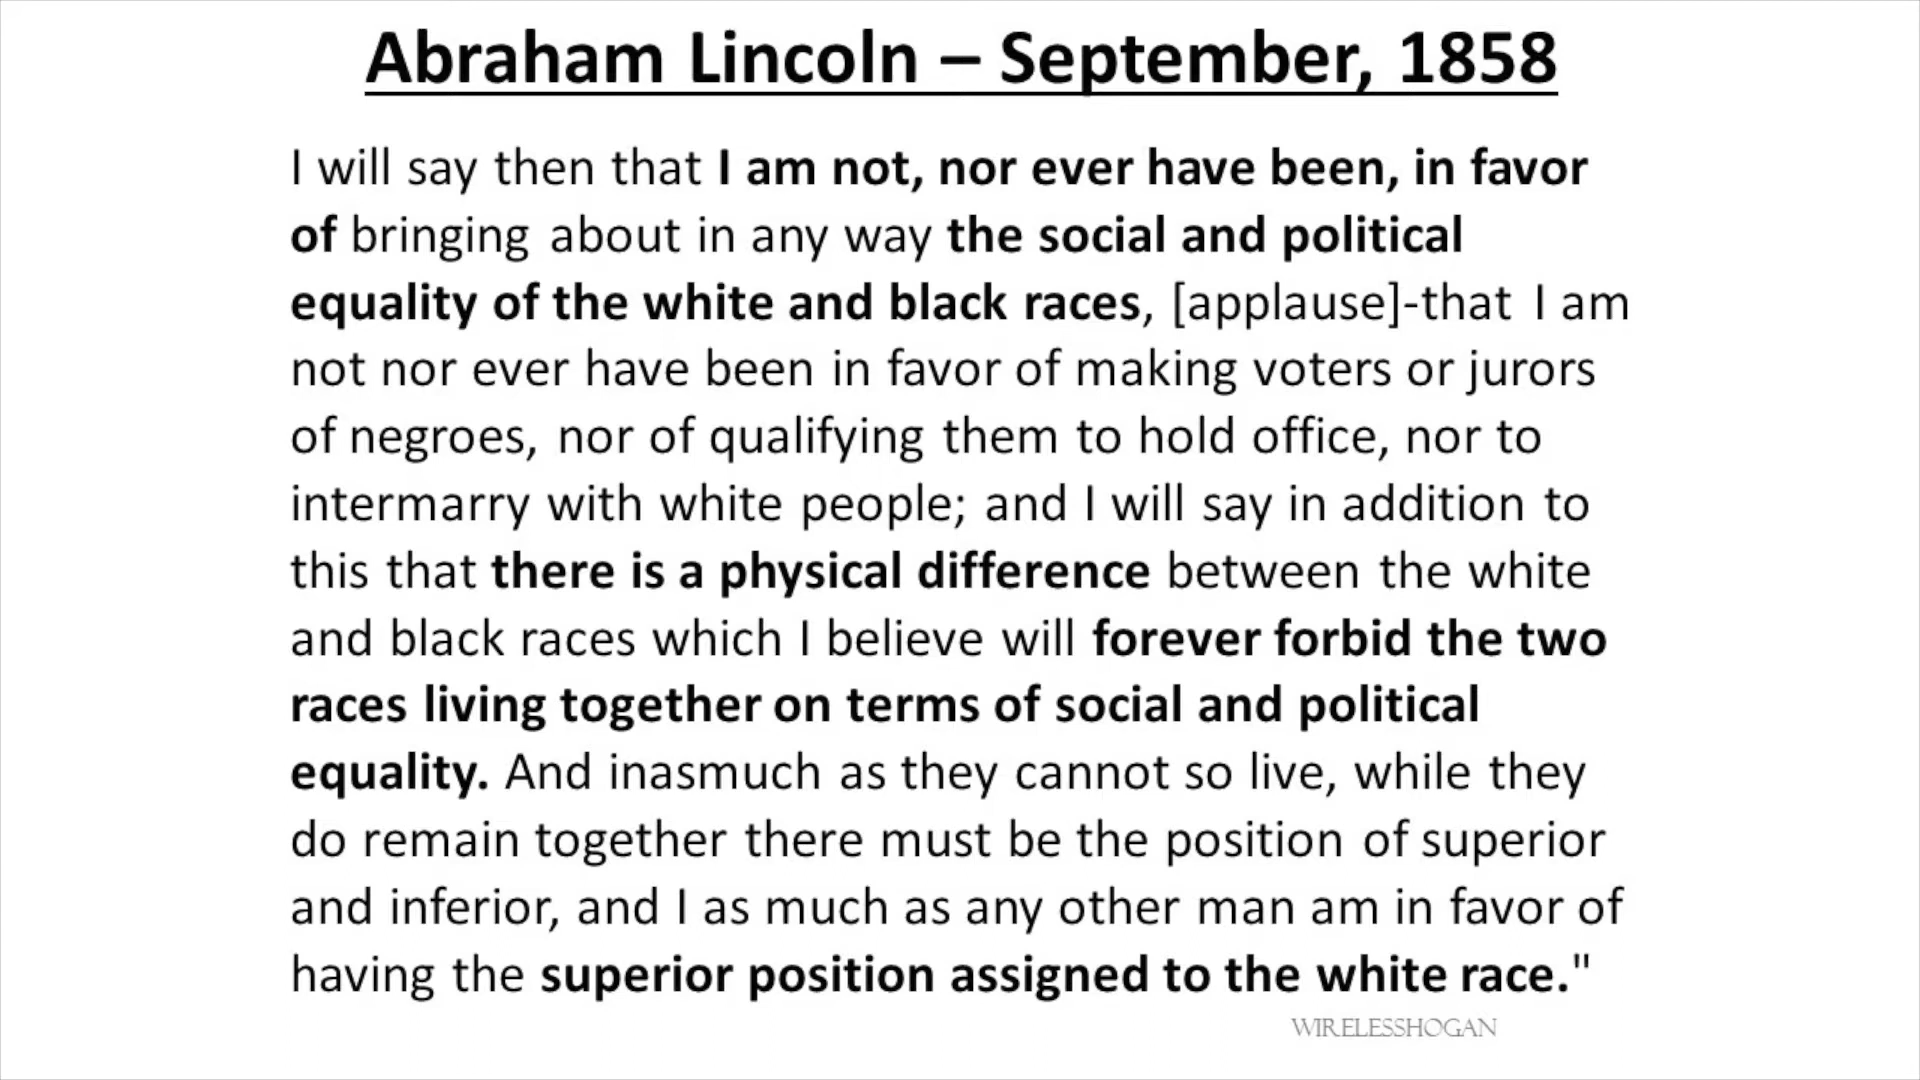 Abraham Lincoln – September, 1858
I will say then that I am not, nor ever have been, in favor
of bringing about in any way the social and political
equality of the white and black races, [applause]-that I am
not nor ever have been in favor of making voters or jurors
of negroes, nor of qualifying them to hold office, nor to
intermarry with white people; and I will say in addition to
this that there is a physical difference between the white
and black races which I believe will forever forbid the two
races living together on terms of social and political
equality. And inasmuch as they cannot so live, while they
do remain together there must be the position of superior
and inferior, and I as much as any other man am in favor of
having the superior position assigned to the white race."
WIRELESSHOGAN